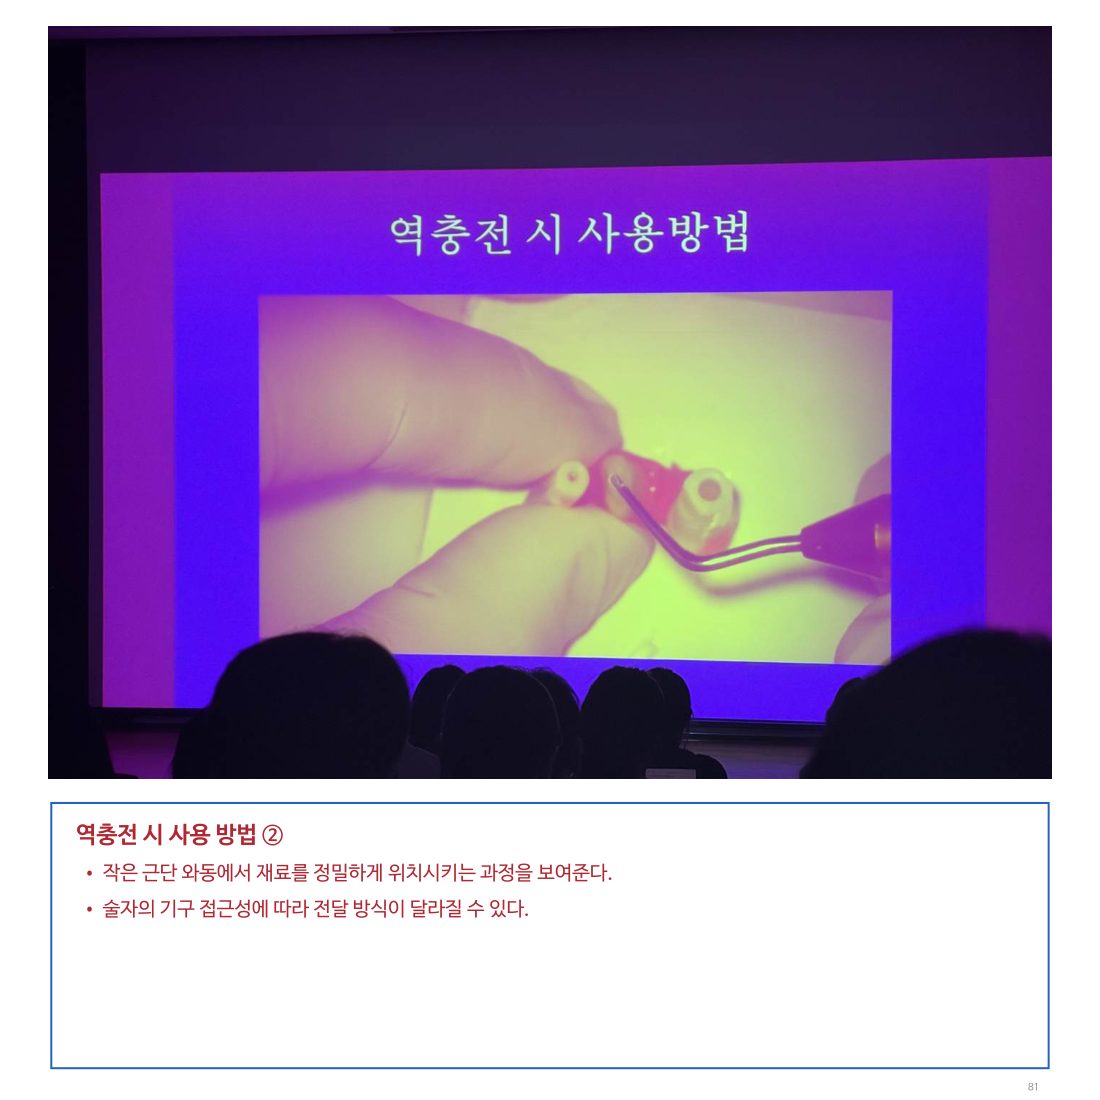 역충전 시 사용방법
역충전 시 사용 방법 ②
• 작은 근단 와동에서 재료를 정밀하게 위치시키는 과정을 보여준다.
• 술자의 기구 접근성에 따라 전달 방식이 달라질 수 있다.
81